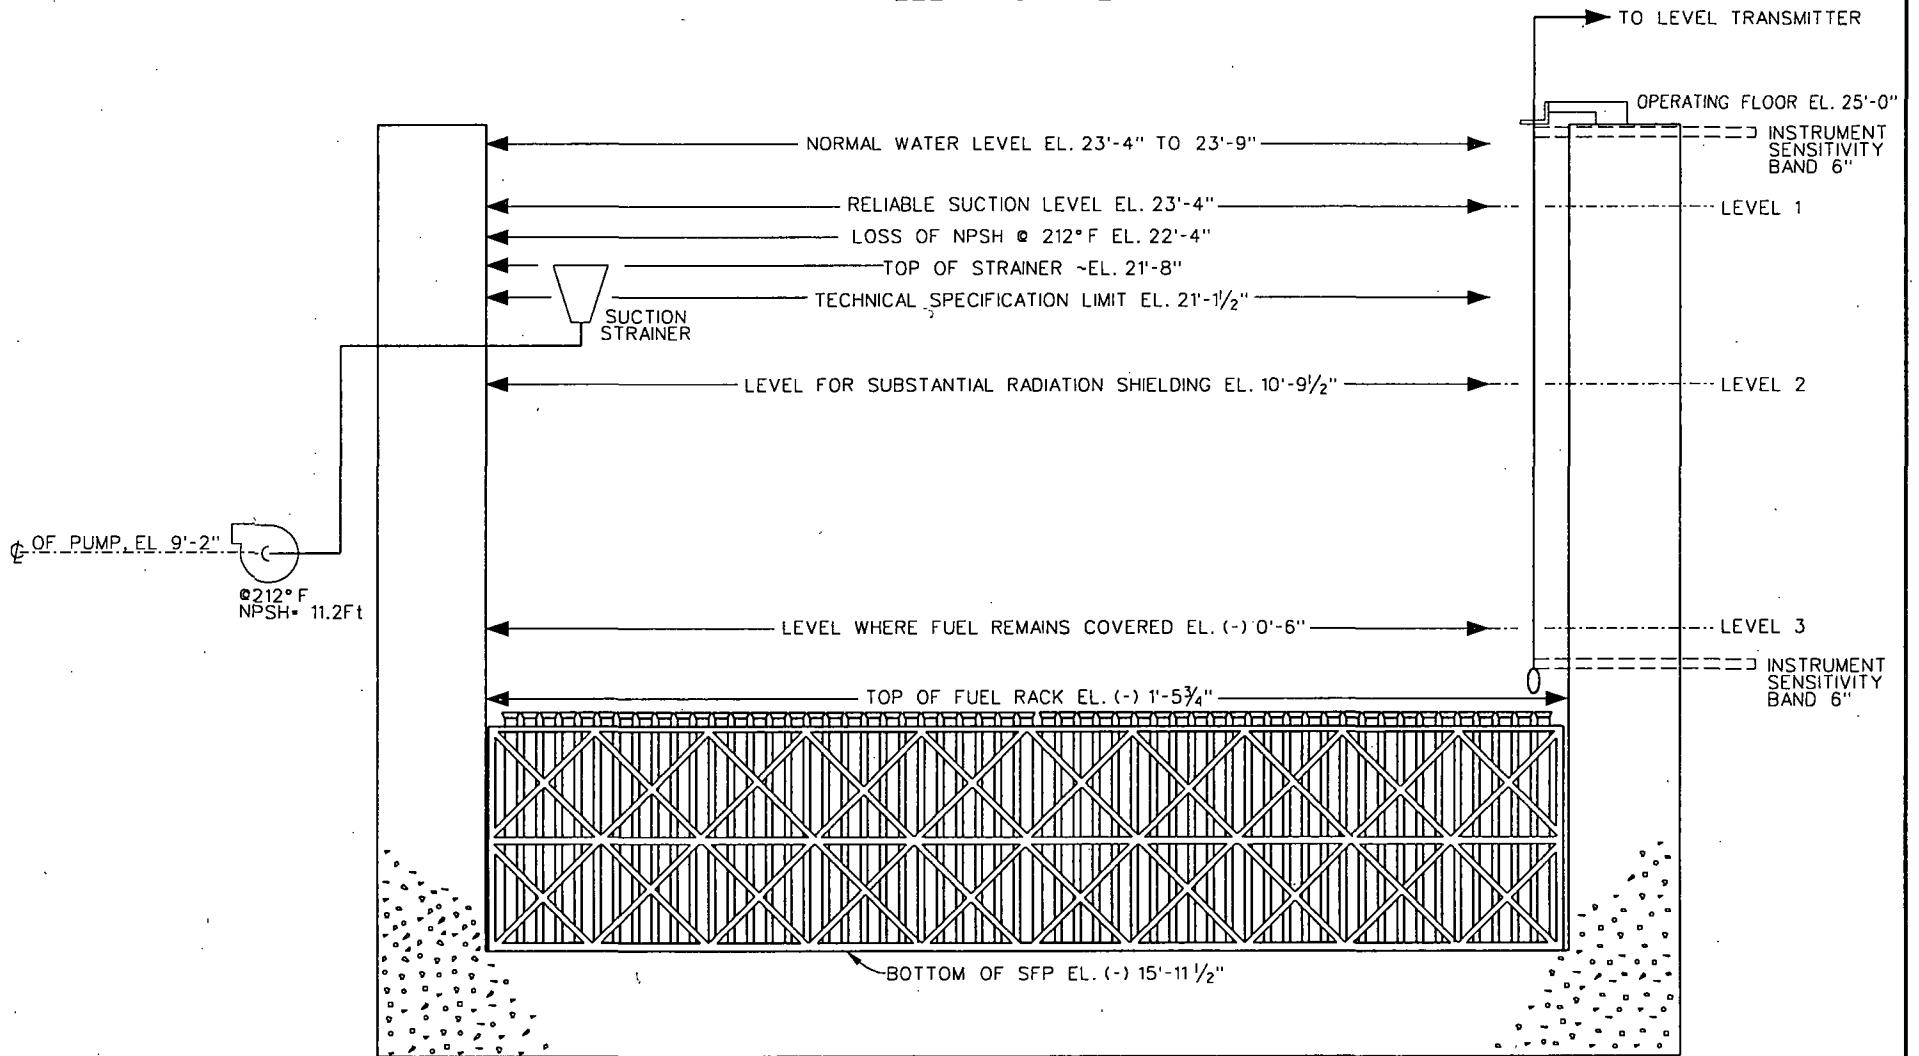 TO LEVEL TRANSMITTER
OPERATING FLOOR EL. 25'-0"
INSTRUMENT
SENSITIVITY
BAND 6"
NORMAL WATER LEVEL EL. 23'-4" TO 23'-9"
RELIABLE SUCTION LEVEL EL. 23'-4"
LEVEL 1
LOSS OF NPSH @ 212°F EL. 22'-4"
TOP OF STRAINER ~EL. 21'-8"
TECHNICAL SPECIFICATION LIMIT EL. 21'-1½"
SUCTION
STRAINER
LEVEL FOR SUBSTANTIAL RADIATION SHIELDING EL. 10'-9½"
LEVEL 2
℄ OF PUMP, EL 9'-2"
@212°F
NPSH= 11.2Ft
LEVEL WHERE FUEL REMAINS COVERED EL. (-) 0'-6"
LEVEL 3
INSTRUMENT
SENSITIVITY
BAND 6"
TOP OF FUEL RACK EL. (-) 1'-5¾"
BOTTOM OF SFP EL. (-) 15'-11 ½"